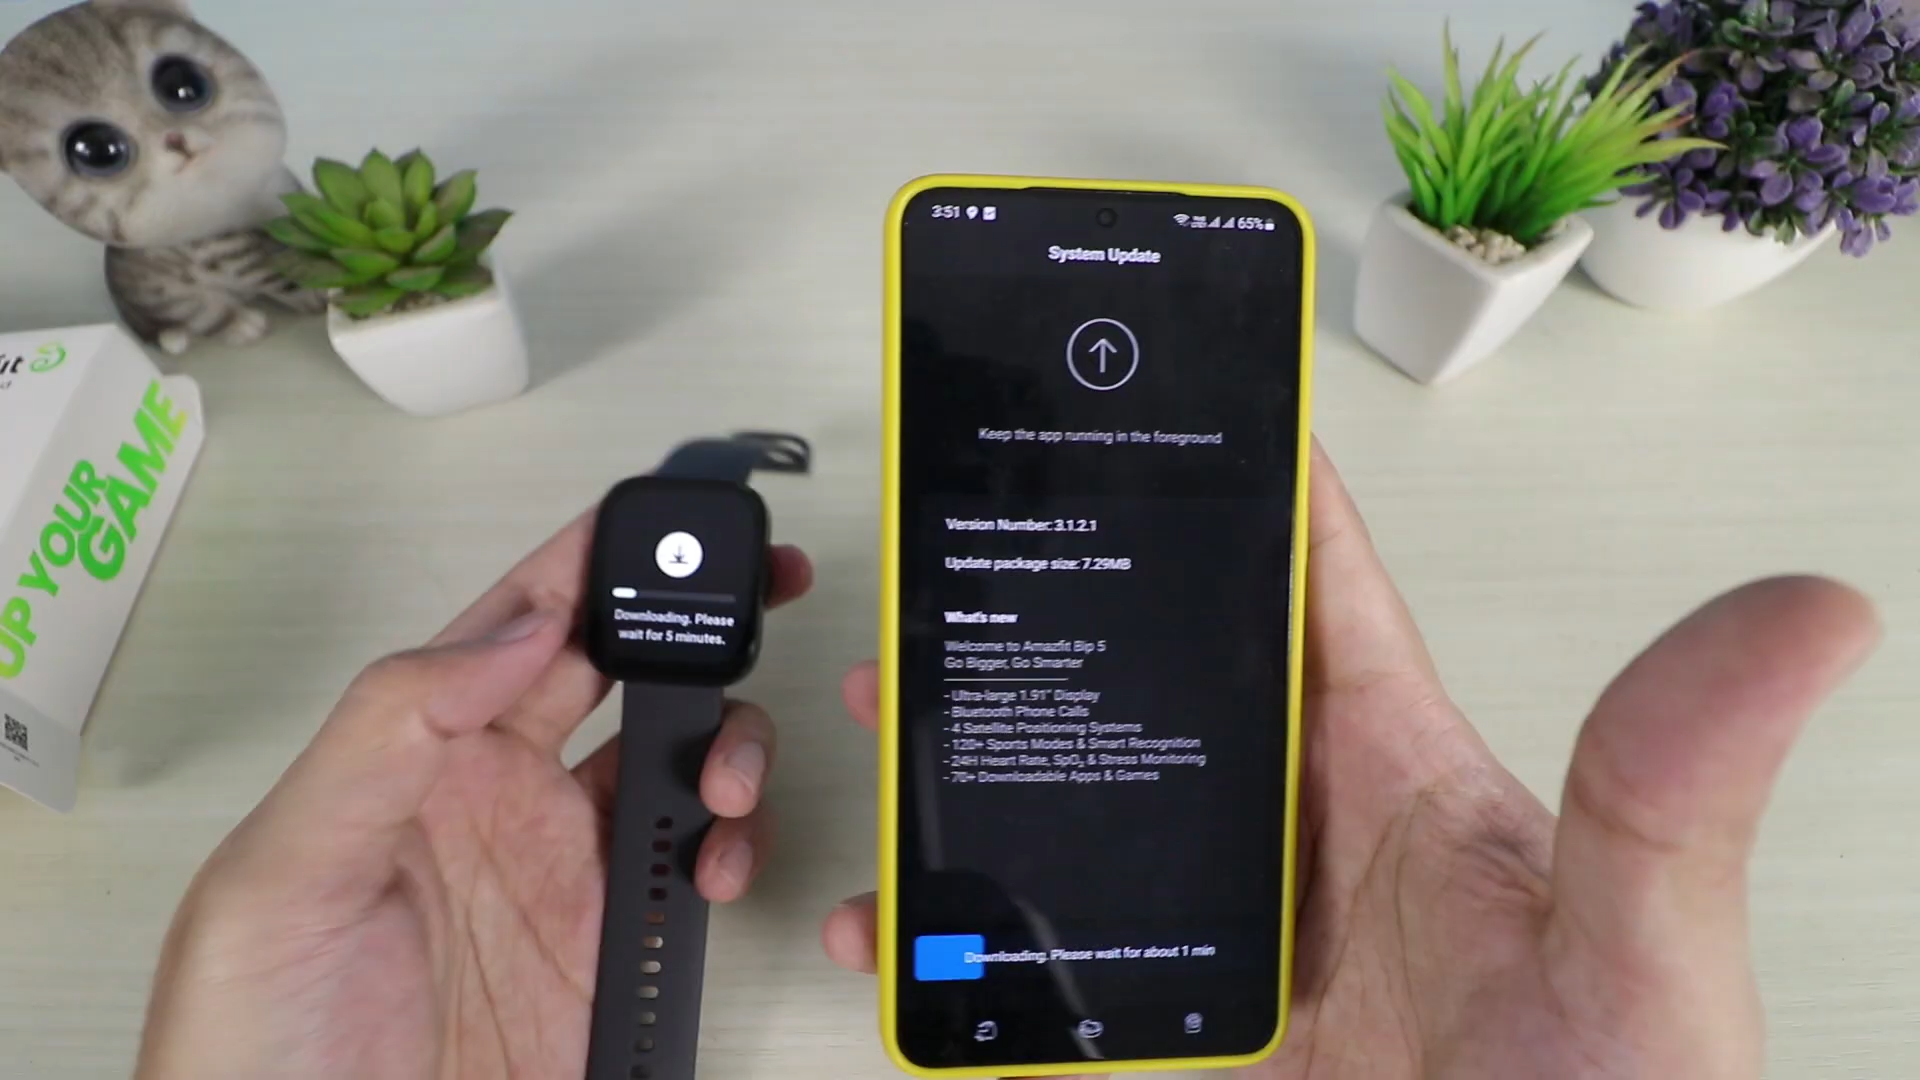 UP YOUR
GAME
Downloading. Please
wait for 5 minutes.
3:51
65%
System Update
Keep the app running in the foreground
Version Number: 3.1.2.1
Update package size: 7.29MB
What's new
Welcome to Amazfit Bip 5
Go Bigger, Go Smarter
- Ultra-large 1.91" Display
- Bluetooth Phone Calls
- 4 Satellite Positioning Systems
- 120+ Sports Modes & Smart Recognition
- 24H Heart Rate, SpO₂ & Stress Monitoring
- 70+ Downloadable Apps & Games
Downloading. Please wait for about 1 min